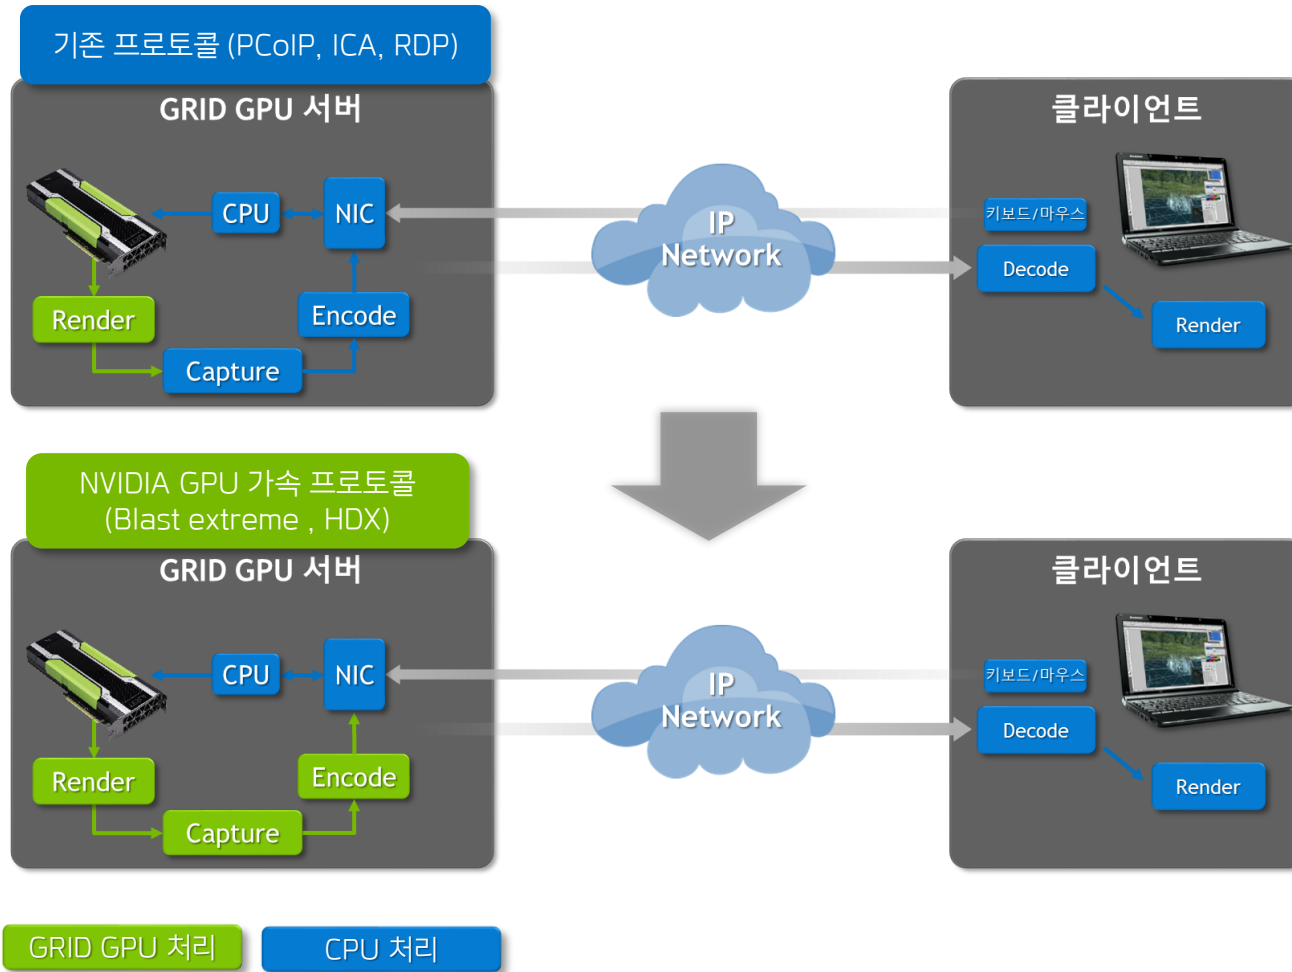 기존 프로토콜 (PCoIP, ICA, RDP)
GRID GPU 서버
CPU
NIC
Render
Capture
Encode
IP
Network
클라이언트
키보드/마우스
Decode
Render
NVIDIA GPU 가속 프로토콜
(Blast extreme , HDX)
GRID GPU 서버
CPU
NIC
Render
Capture
Encode
IP
Network
클라이언트
키보드/마우스
Decode
Render
GRID GPU 처리
CPU 처리